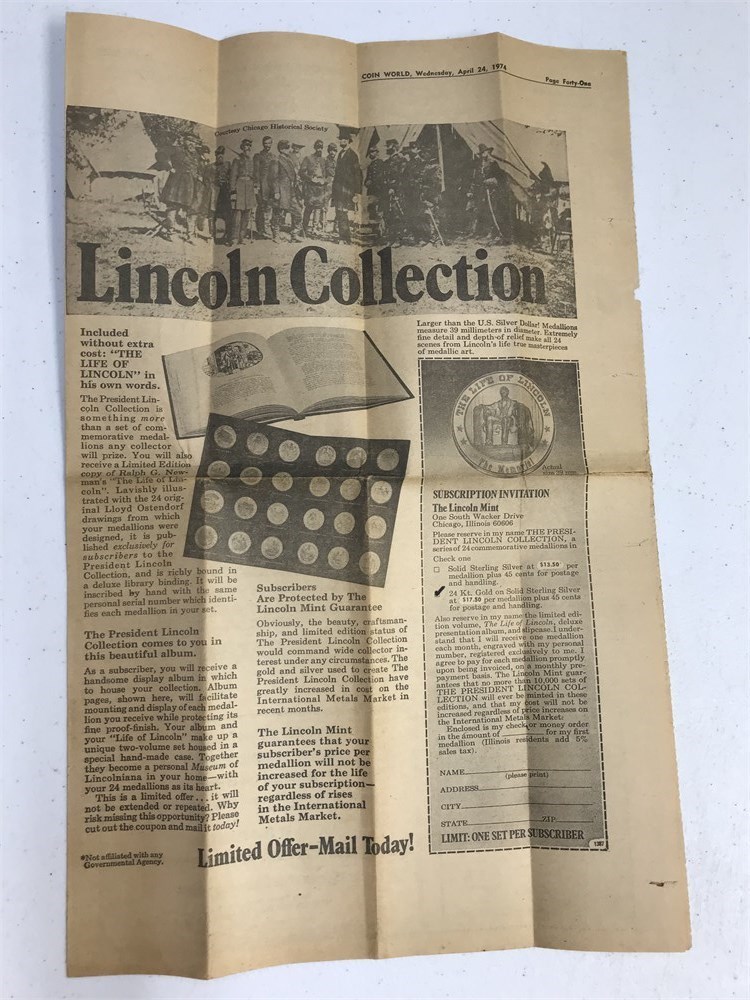 COIN WORLD, Wednesday, April 24, 1974
Page Forty-One
Courtesy Chicago Historical Society
Lincoln Collection
Included
without extra
cost: “THE
LIFE OF
LINCOLN” in
his own words.
The President Lin-
coln Collection is
something more
than a set of com-
memorative medal-
lions any collector
will prize. You will also
receive a Limited Edition
copy of Ralph G. New-
man's "The Life of Lin-
coln". Lavishly illus-
trated with the 24 orig-
inal Lloyd Ostendorf
drawings from which
your medallions were
designed, it is pub-
lished exclusively for
subscribers to the
President Lincoln
Collection, and is richly bound in
a deluxe library binding. It will be
inscribed by hand with the same
personal serial number which identi-
fies each medallion in your set.
The President Lincoln
Collection comes to you in
this beautiful album.
As a subscriber, you will receive a
handsome display album in which
to house your collection. Album
pages, shown here, will facilitate
mounting and display of each medal-
lion you receive while protecting its
fine proof-finish. Your album and
your "Life of Lincoln" make up a
unique two-volume set housed in a
special hand-made case. Together
they become a personal Museum of
Lincolniana in your home—with
your 24 medallions as its heart.
This is a limited offer...it will
not be extended or repeated. Why
risk missing this opportunity? Please
cut out the coupon and mail it today!
*Not affiliated with any
Governmental Agency.
Subscribers
Are Protected by The
Lincoln Mint Guarantee
Obviously, the beauty, craftsman-
ship, and limited edition status of
The President Lincoln Collection
would command wide collector in-
terest under any circumstances. The
gold and silver used to create The
President Lincoln Collection have
greatly increased in cost on the
International Metals Market in
recent months.
The Lincoln Mint
guarantees that your
subscriber's price per
medallion will not be
increased for the life
of your subscription—
regardless of rises
in the International
Metals Market.
Limited Offer-Mail Today!
Larger than the U.S. Silver Dollar! Medallions
measure 39 millimeters in diameter. Extremely
fine detail and depth-of relief make all 24
scenes from Lincoln's life true masterpieces
of medallic art.
THE LIFE OF LINCOLN
The Memorial
Actual
size 39 mm.
SUBSCRIPTION INVITATION
The Lincoln Mint
One South Wacker Drive
Chicago, Illinois 60606
Please reserve in my name THE PRESI-
DENT LINCOLN COLLECTION, a
series of 24 commemorative medallions in
Check one
☐ Solid Sterling Silver at $13.50 per
medallion plus 45 cents for postage
and handling.
✔ 24 Kt. Gold on Solid Sterling Silver
at $17.50 per medallion plus 45 cents
for postage and handling.
Also reserve in my name the limited edi-
tion volume, The Life of Lincoln, deluxe
presentation album, and slipcase. I under-
stand that I will receive one medallion
each month, engraved with my personal
number, registered exclusively to me. I
agree to pay for each medallion promptly
upon being invoiced, on a monthly pre-
payment basis. The Lincoln Mint guar-
antees that no more than 10,000 sets of
THE PRESIDENT LINCOLN COL-
LECTION will ever be minted in these
editions, and that my cost will not be
increased regardless of price increases on
the International Metals Market.
Enclosed is my check or money order
in the amount of ________ for my first
medallion (Illinois residents add 5%
sales tax).
NAME
(please print)
ADDRESS
CITY
STATE ZIP
LIMIT: ONE SET PER SUBSCRIBER